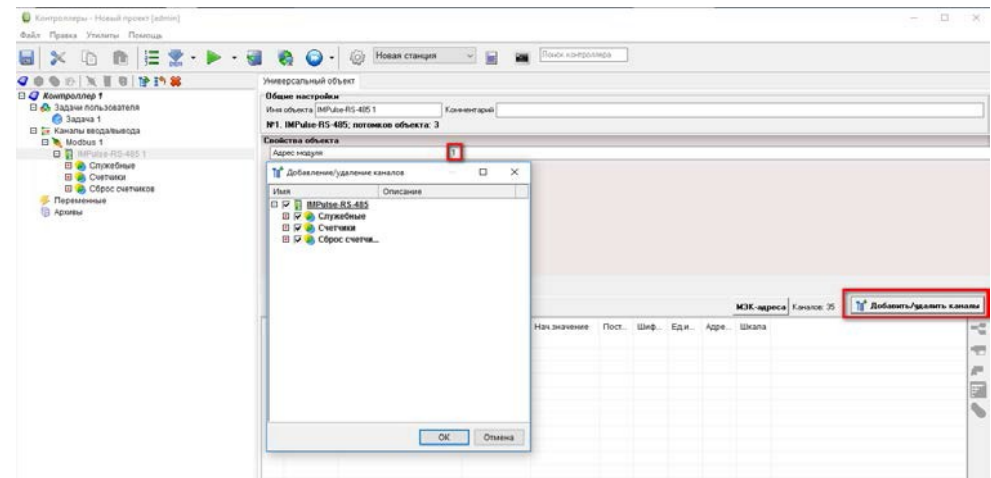 Контроллеры - Новый проект [admin]
Файл Правка Утилиты Помощь
Новая станция
Поиск контроллера
Контроллер 1
Задачи пользователя
Задача 1
Каналы ввода/вывода
Modbus 1
IMPulse-RS-485 1
Служебные
Счетчики
Сброс счетчиков
Переменные
Архивы
Универсальный объект
Общие настройки
Имя объекта IMPulse-RS-485 1 Комментарий
№1. IMPulse-RS-485; потомков объекта: 3
Свойства объекта
Адрес модуля 1
Добавление/удаление каналов
Имя Описание
IMPulse-RS-485
Служебные
Счетчики
Сброс счетчи...
OK Отмена
МЭК-адреса Каналов: 35 Добавить/удалить каналы
Нач.значение Пост... Шиф... Ед.и... Адре... Шкала